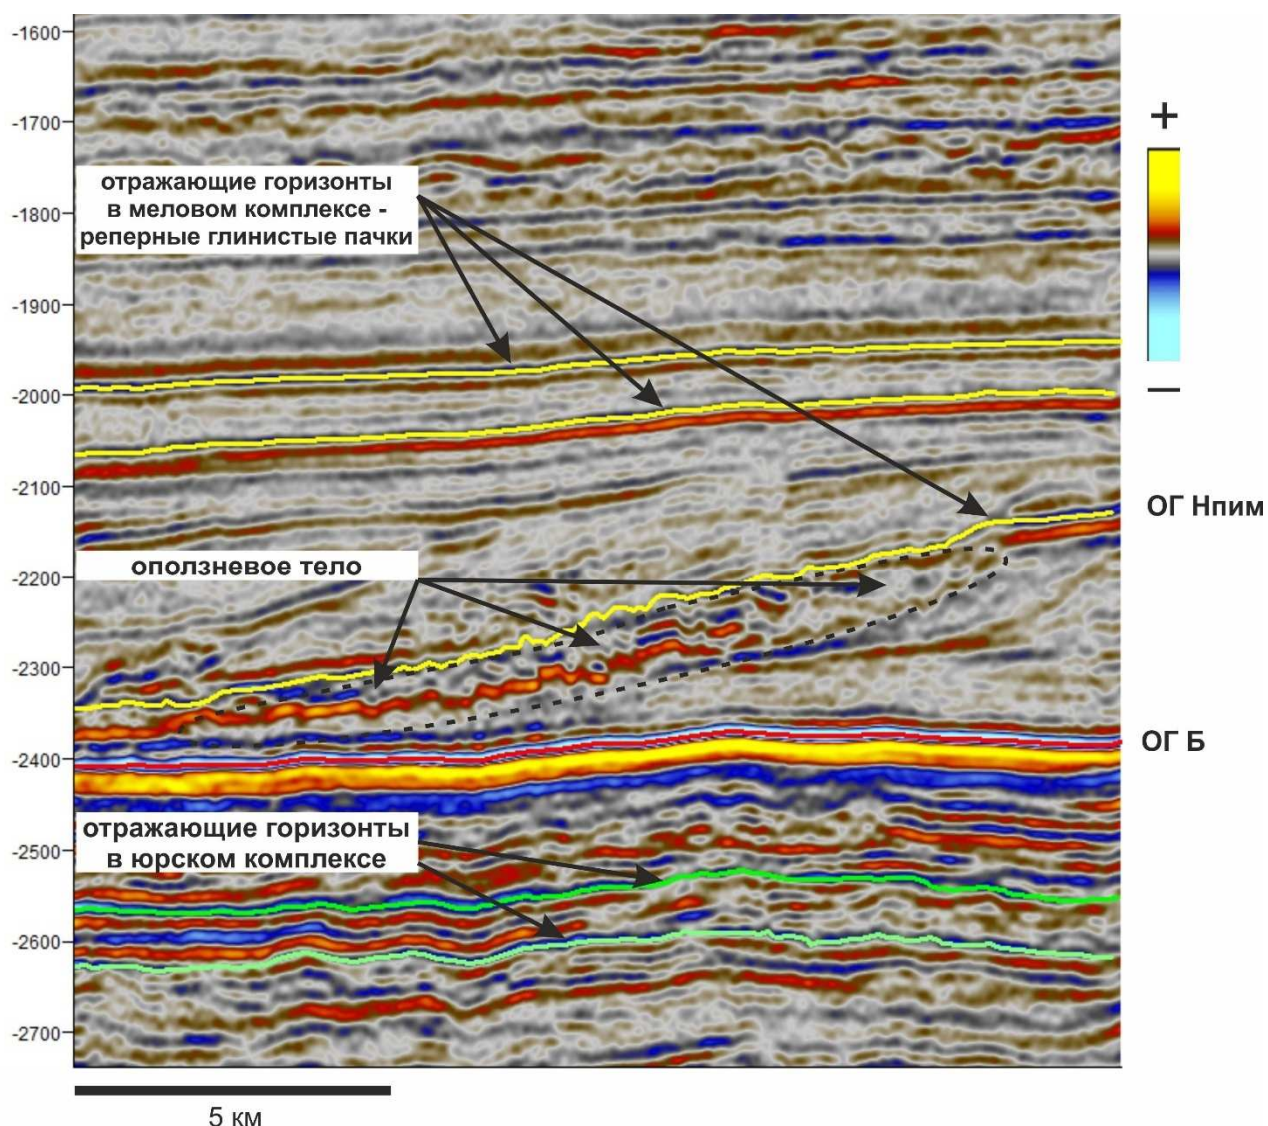 -1600
-1700
-1800
-1900
-2000
-2100
-2200
-2300
-2400
-2500
-2600
-2700
отражающие горизонты
в меловом комплексе -
реперные глинистые пачки
оползневое тело
отражающие горизонты
в юрском комплексе
+
−
ОГ Нпим
ОГ Б
5 км